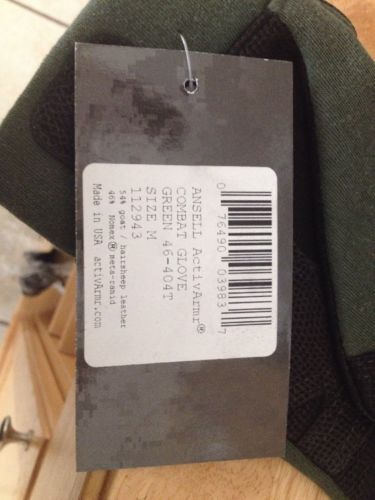 0 76490 03983 7
ANSELL ActivArmr®
COMBAT GLOVE
GREEN 46-404T
SIZE M
112943
54% goat / hairsheep leather
46% Nomex® meta-ramid
Made in USA activArmr.com